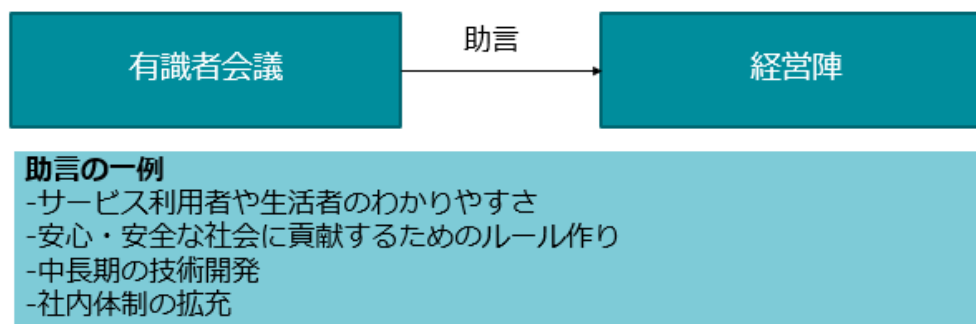 有識者会議
助言
経営陣
助言の一例
-サービス利用者や生活者のわかりやすさ
-安心・安全な社会に貢献するためのルール作り
-中長期の技術開発
-社内体制の拡充